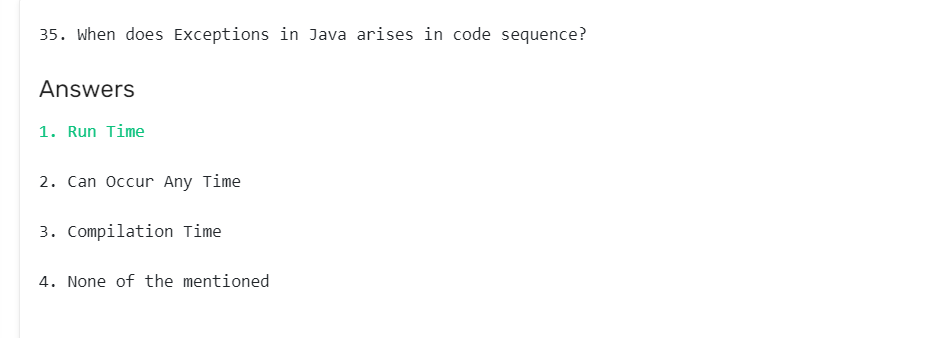 35. When does Exceptions in Java arises in code sequence?
Answers
1. Run Time
2. Can Occur Any Time
3. Compilation Time
4. None of the mentioned